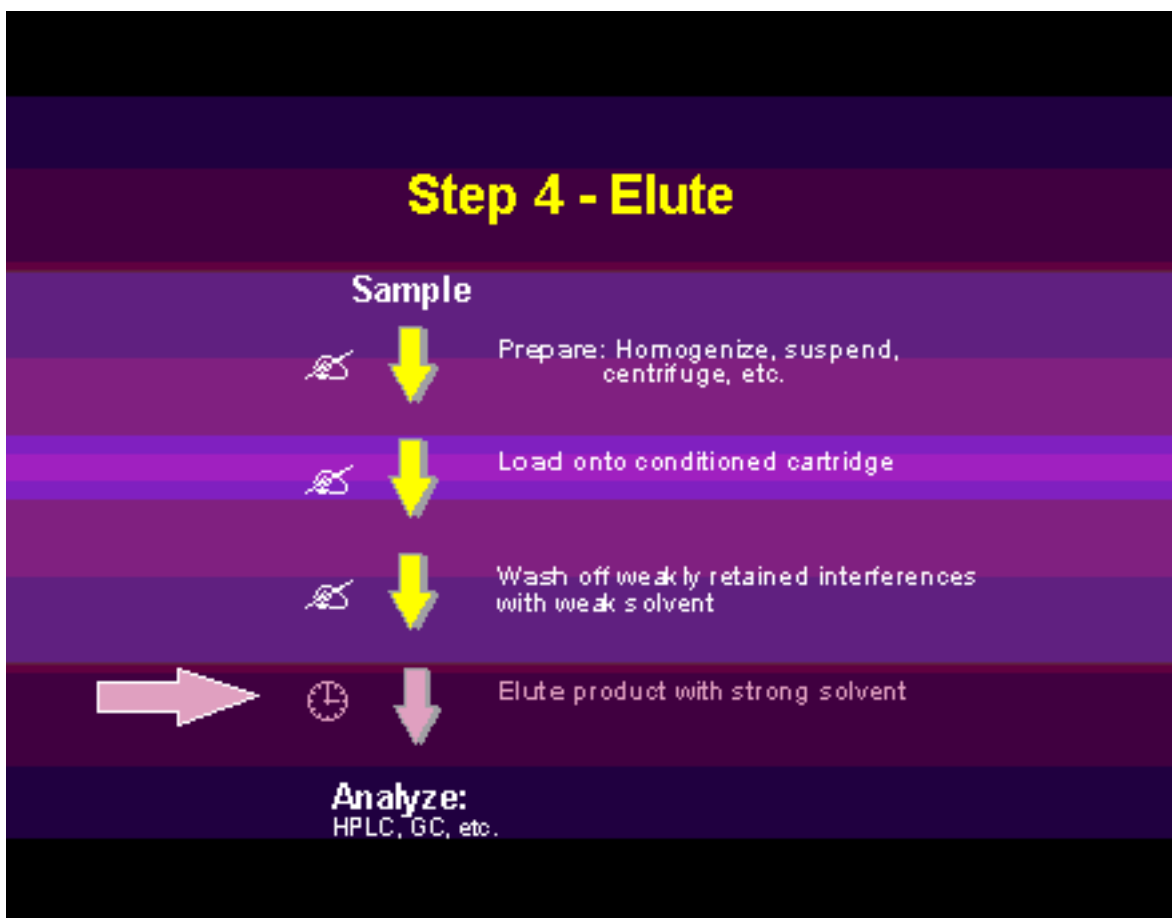 Step 4 - Elute
Sample
Prepare: Homogenize, suspend,
centrifuge, etc.
Load onto conditioned cartridge
Wash off weakly retained interferences
with weak solvent
Elute product with strong solvent
Analyze:
HPLC, GC, etc.